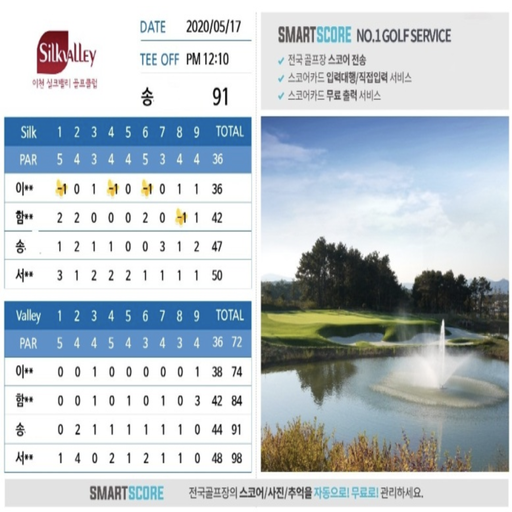 SilkVALLEY
이천 실크밸리 골프클럽
DATE 2020/05/17
TEE OFF PM 12:10
송 91
SMARTSCORE NO.1 GOLF SERVICE
✓ 전국 골프장 스코어 전송
✓ 스코어카드 입력대행/직접입력 서비스
✓ 스코어카드 무료 출력 서비스
Silk 1 2 3 4 5 6 7 8 9 TOTAL
PAR 5 4 3 4 4 5 3 4 4 36
이** -1 0 1 -1 0 -1 0 1 1 36
함** 2 2 0 0 0 2 0 -1 1 42
송 1 2 1 1 0 0 3 1 2 47
서** 3 1 2 2 2 1 1 1 1 50
Valley 1 2 3 4 5 6 7 8 9 TOTAL
PAR 5 4 4 5 4 3 4 3 4 36 72
이** 0 0 1 0 0 0 0 0 1 38 74
함** 0 0 1 0 1 0 1 0 3 42 84
송 0 2 1 1 1 1 1 1 0 44 91
서** 1 4 0 2 1 2 1 1 0 48 98
SMARTSCORE 전국골프장의 스코어/사진/추억을 자동으로! 무료로! 관리하세요.